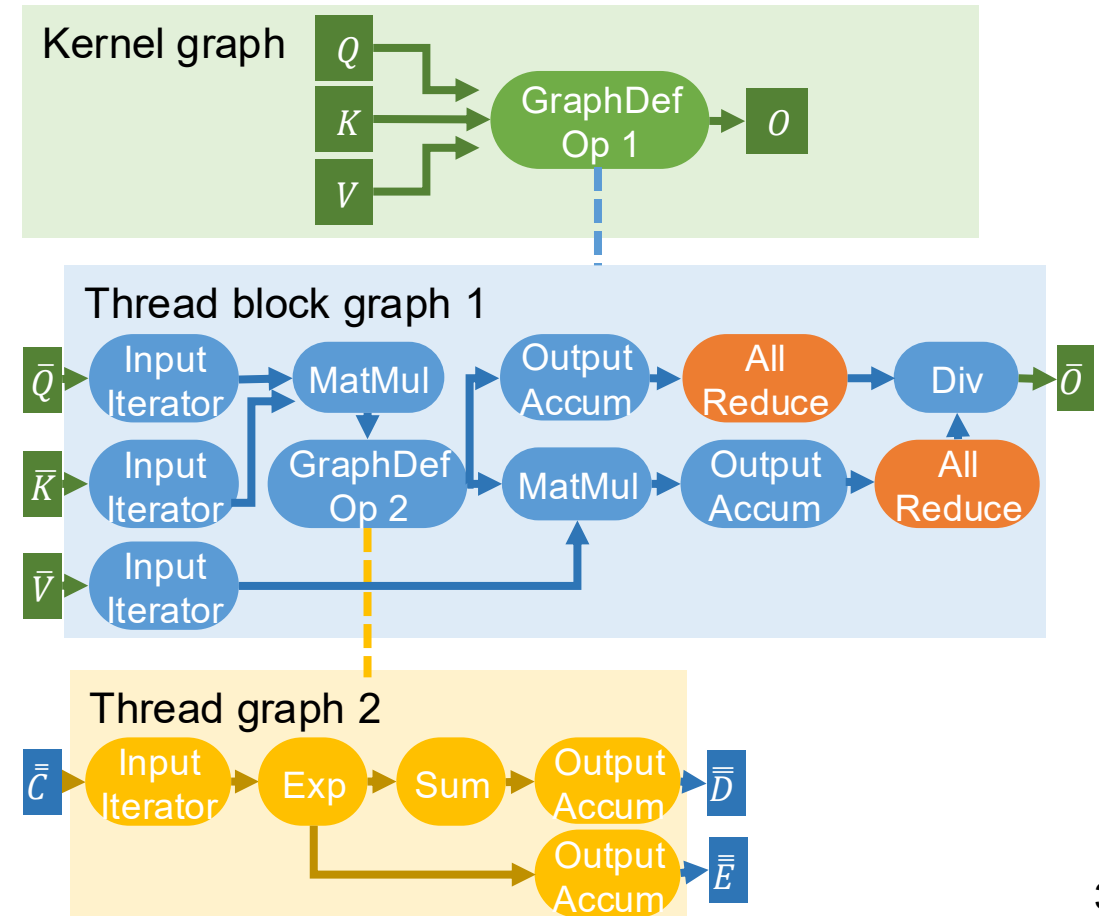 Kernel graph
Q
K
V
GraphDef
Op 1
O
Thread block graph 1
Q̄
Input
Iterator
MatMul
Output
Accum
All
Reduce
Div
Ō
K̄
Input
Iterator
GraphDef
Op 2
MatMul
Output
Accum
All
Reduce
V̄
Input
Iterator
Thread graph 2
C̿
Input
Iterator
Exp
Sum
Output
Accum
D̿
Output
Accum
E̿